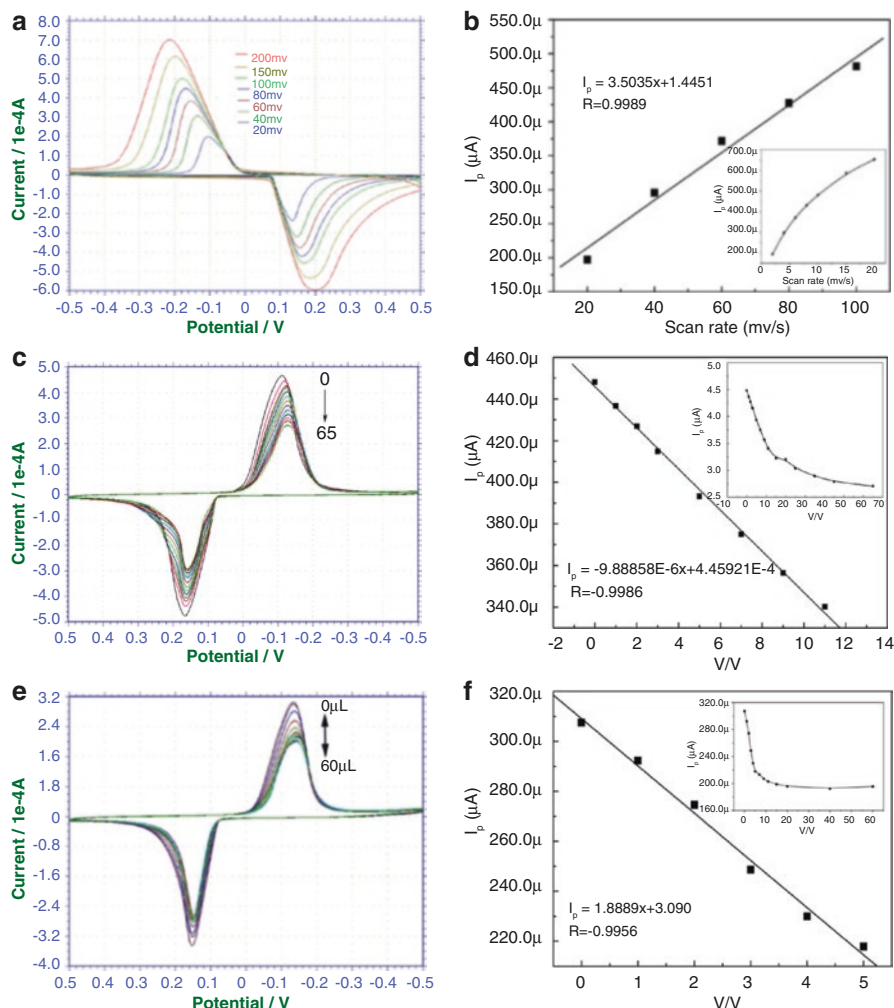 a
8.0
7.0
6.0
5.0
4.0
3.0
2.0
1.0
0
-1.0
-2.0
-3.0
-4.0
-5.0
-6.0
Current / 1e-4A
200mv
150mv
100mv
80mv
60mv
40mv
20mv
-0.5 -0.4 -0.3 -0.2 -0.1 0 0.1 0.2 0.3 0.4 0.5
Potential / V
b
550.0μ
500.0μ
450.0μ
400.0μ
350.0μ
300.0μ
250.0μ
200.0μ
150.0μ
Ip (μA)
Ip = 3.5035x+1.4451
R=0.9989
700.0μ
600.0μ
500.0μ
400.0μ
300.0μ
200.0μ
Ip (μA)
0 5 10 15 20
Scan rate (mv/s)
20 40 60 80 100
Scan rate (mv/s)
c
5.0
4.0
3.0
2.0
1.0
0
-1.0
-2.0
-3.0
-4.0
-5.0
Current / 1e-4A
0
65
0.5 0.4 0.3 0.2 0.1 0 -0.1 -0.2 -0.3 -0.4 -0.5
Potential / V
d
460.0μ
440.0μ
420.0μ
400.0μ
380.0μ
360.0μ
340.0μ
Ip (μA)
5.0
4.5
4.0
3.5
3.0
2.5
Ip (μA)
-10 0 10 20 30 40 50 60 70
V/V
Ip = -9.88858E-6x+4.45921E-4
R=-0.9986
-2 0 2 4 6 8 10 12 14
V/V
e
3.2
2.4
1.6
0.8
0
-0.8
-1.6
-2.4
-3.2
-4.0
Current / 1e-4A
0μL
60μL
0.5 0.4 0.3 0.2 0.1 0 -0.1 -0.2 -0.3 -0.4 -0.5
Potential / V
f
320.0μ
300.0μ
280.0μ
260.0μ
240.0μ
220.0μ
Ip (μA)
320.0μ
280.0μ
240.0μ
200.0μ
160.0μ
Ip (μA)
0 10 20 30 40 50 60
V/V
Ip = 1.8889x+3.090
R=-0.9956
0 1 2 3 4 5
V/V